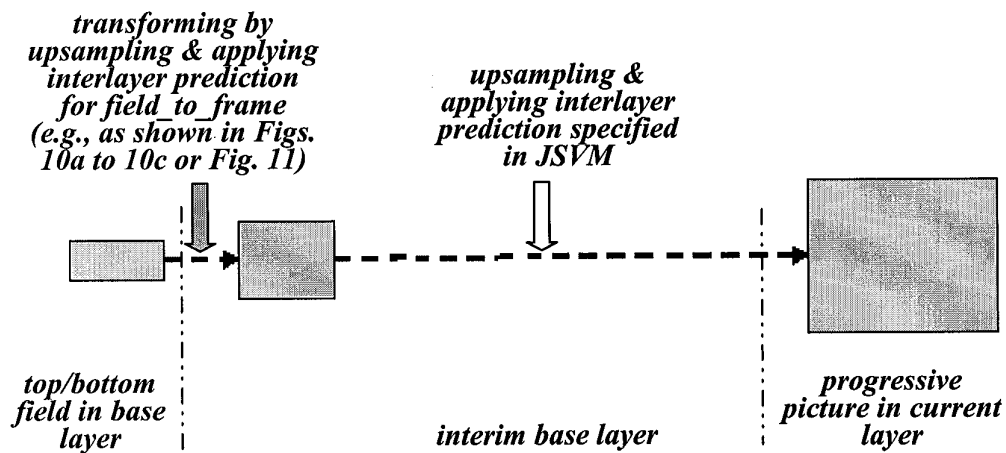 transforming by
upsampling & applying
interlayer prediction
for field_to_frame
(e.g., as shown in Figs.
10a to 10c or Fig. 11)
upsampling &
applying interlayer
prediction specified
in JSVM
top/bottom
field in base
layer
interim base layer
progressive
picture in current
layer